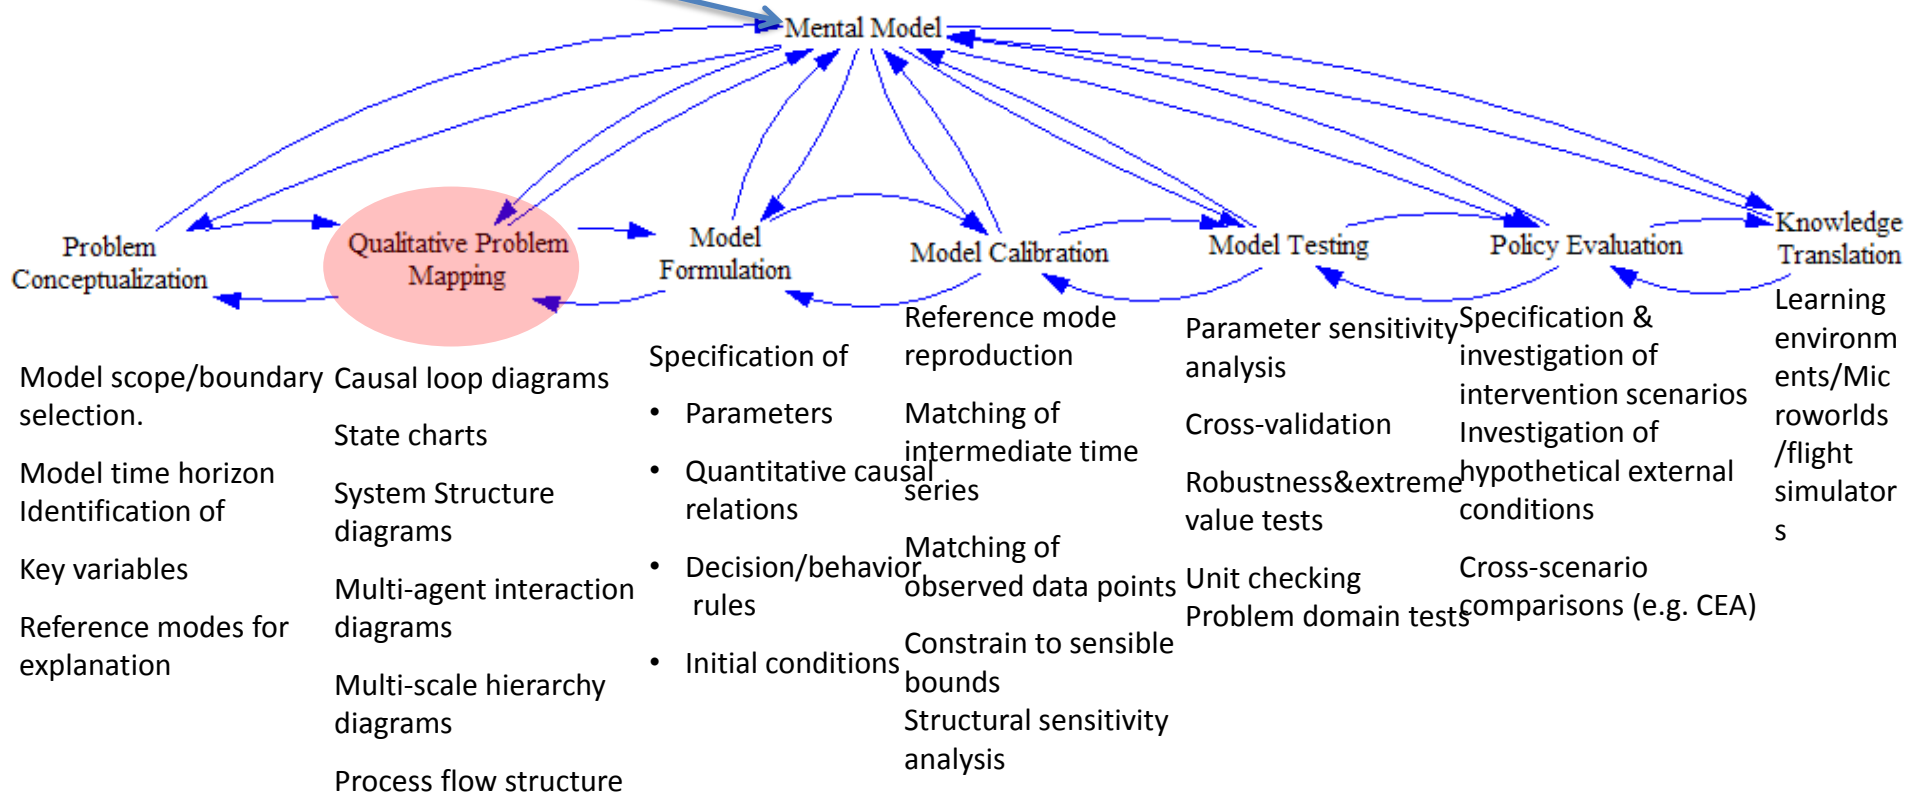 Mental Model
Problem
Conceptualization
Qualitative Problem
Mapping
Model
Formulation
Model Calibration
Model Testing
Policy Evaluation
Knowledge
Translation
Model scope/boundary
selection.
Model time horizon
Identification of
Key variables
Reference modes for
explanation
Causal loop diagrams
State charts
System Structure
diagrams
Multi-agent interaction
diagrams
Multi-scale hierarchy
diagrams
Process flow structure
Specification of
• Parameters
• Quantitative causal
relations
• Decision/behavior
rules
• Initial conditions
Reference mode
reproduction
Matching of
intermediate time
series
Matching of
observed data points
Constrain to sensible
bounds
Structural sensitivity
analysis
Parameter sensitivity
analysis
Cross-validation
Robustness&extreme
value tests
Unit checking
Problem domain tests
Specification &
investigation of
intervention scenarios
Investigation of
hypothetical external
conditions
Cross-scenario
comparisons (e.g. CEA)
Learning
environm
ents/Mic
roworlds
/flight
simulator
s